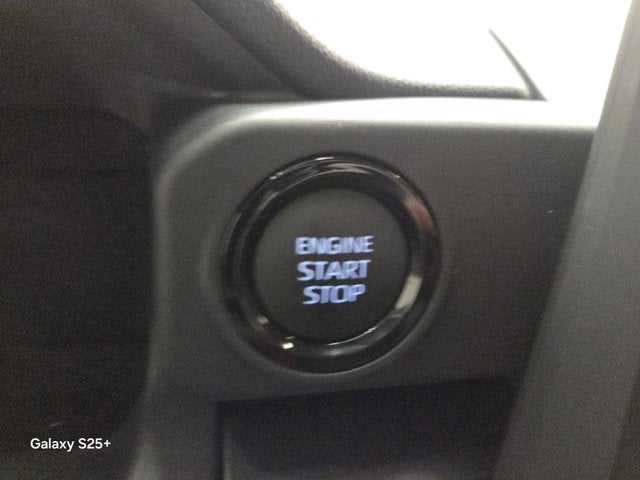 ENGINE
START
STOP
Galaxy S25+